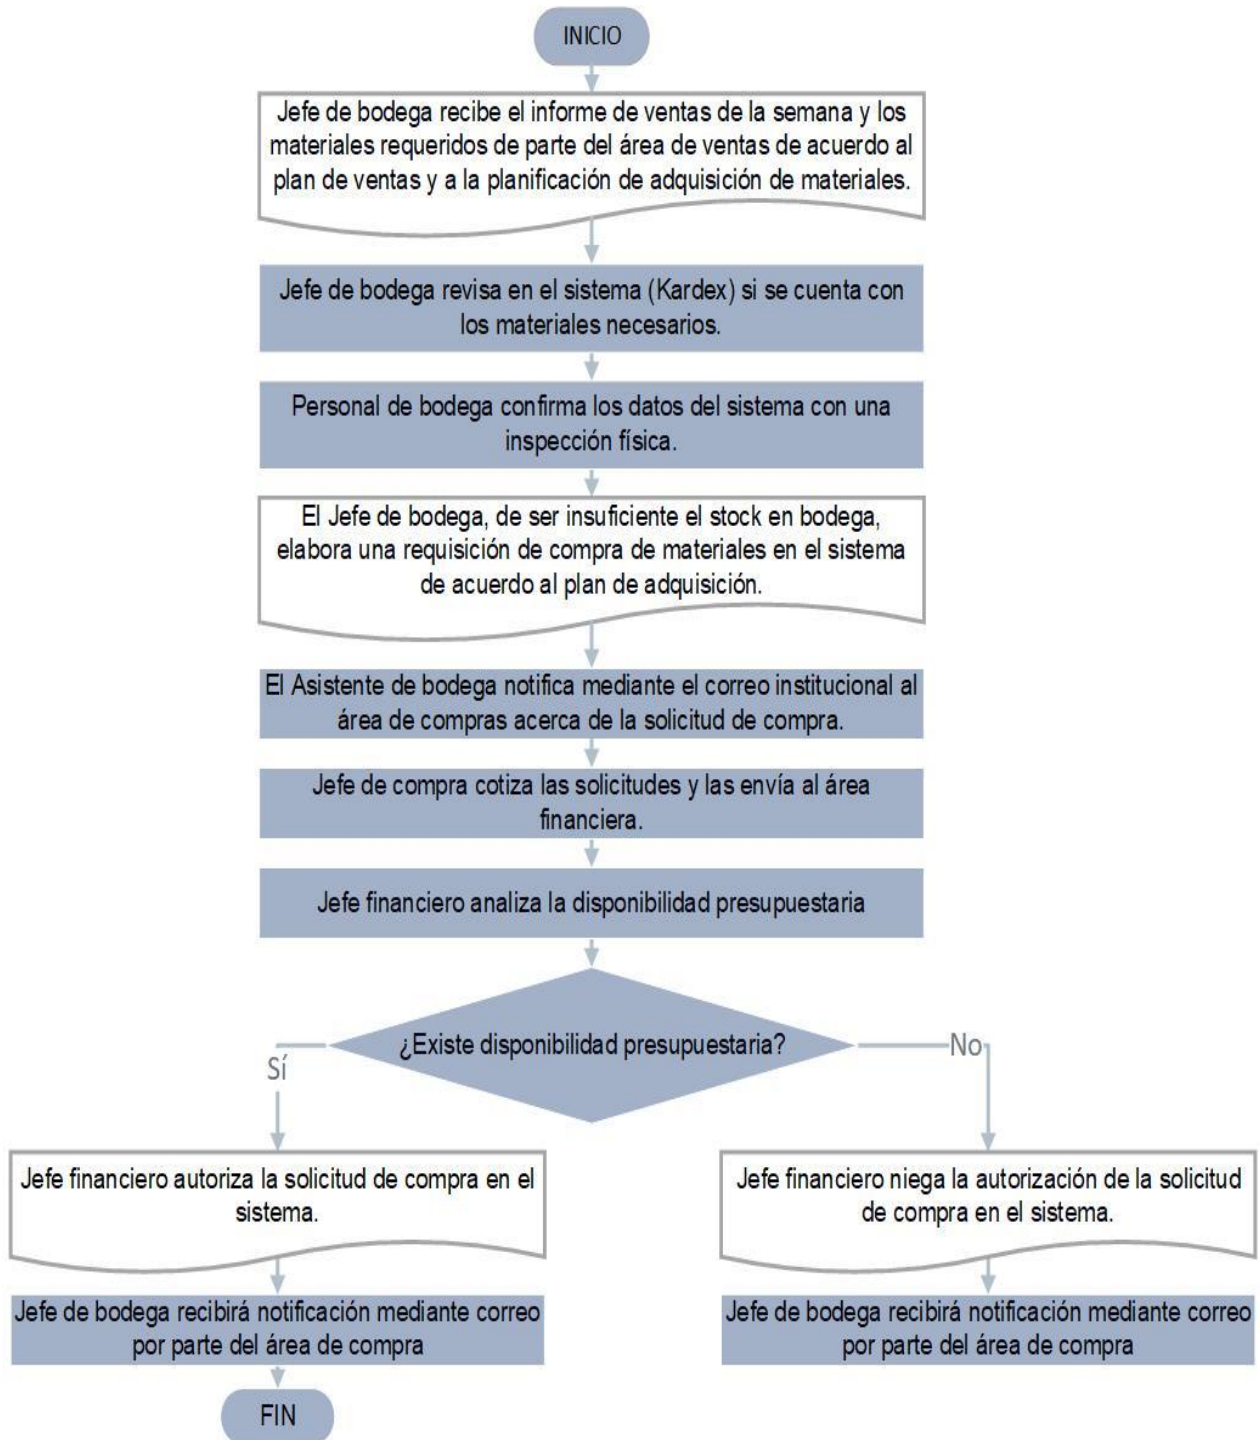 INICIO
Jefe de bodega recibe el informe de ventas de la semana y los
materiales requeridos de parte del área de ventas de acuerdo al
plan de ventas y a la planificación de adquisición de materiales.
Jefe de bodega revisa en el sistema (Kardex) si se cuenta con
los materiales necesarios.
Personal de bodega confirma los datos del sistema con una
inspección física.
El Jefe de bodega, de ser insuficiente el stock en bodega,
elabora una requisición de compra de materiales en el sistema
de acuerdo al plan de adquisición.
El Asistente de bodega notifica mediante el correo institucional al
área de compras acerca de la solicitud de compra.
Jefe de compra cotiza las solicitudes y las envía al área
financiera.
Jefe financiero analiza la disponibilidad presupuestaria
¿Existe disponibilidad presupuestaria?
Sí
No
Jefe financiero autoriza la solicitud de compra en el
sistema.
Jefe financiero niega la autorización de la solicitud
de compra en el sistema.
Jefe de bodega recibirá notificación mediante correo
por parte del área de compra
Jefe de bodega recibirá notificación mediante correo
por parte del área de compra
FIN